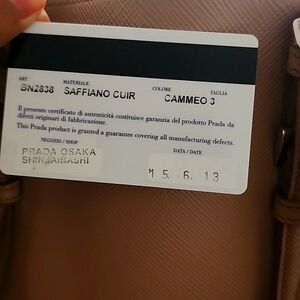 ART. MATERIALE COLORE TAGLIA
BN2838 SAFFIANO CUIR CAMMEO 3
Il presente certificato di autenticità costituisce garanzia del prodotto Prada da
difetti originari di fabbricazione.
This Prada product is granted a guarantee covering all manufacturing defects.
NEGOZIO / SHOP DATA / DATE
PRADA OSAKA
SHINSAIBASHI
15. 6. 13